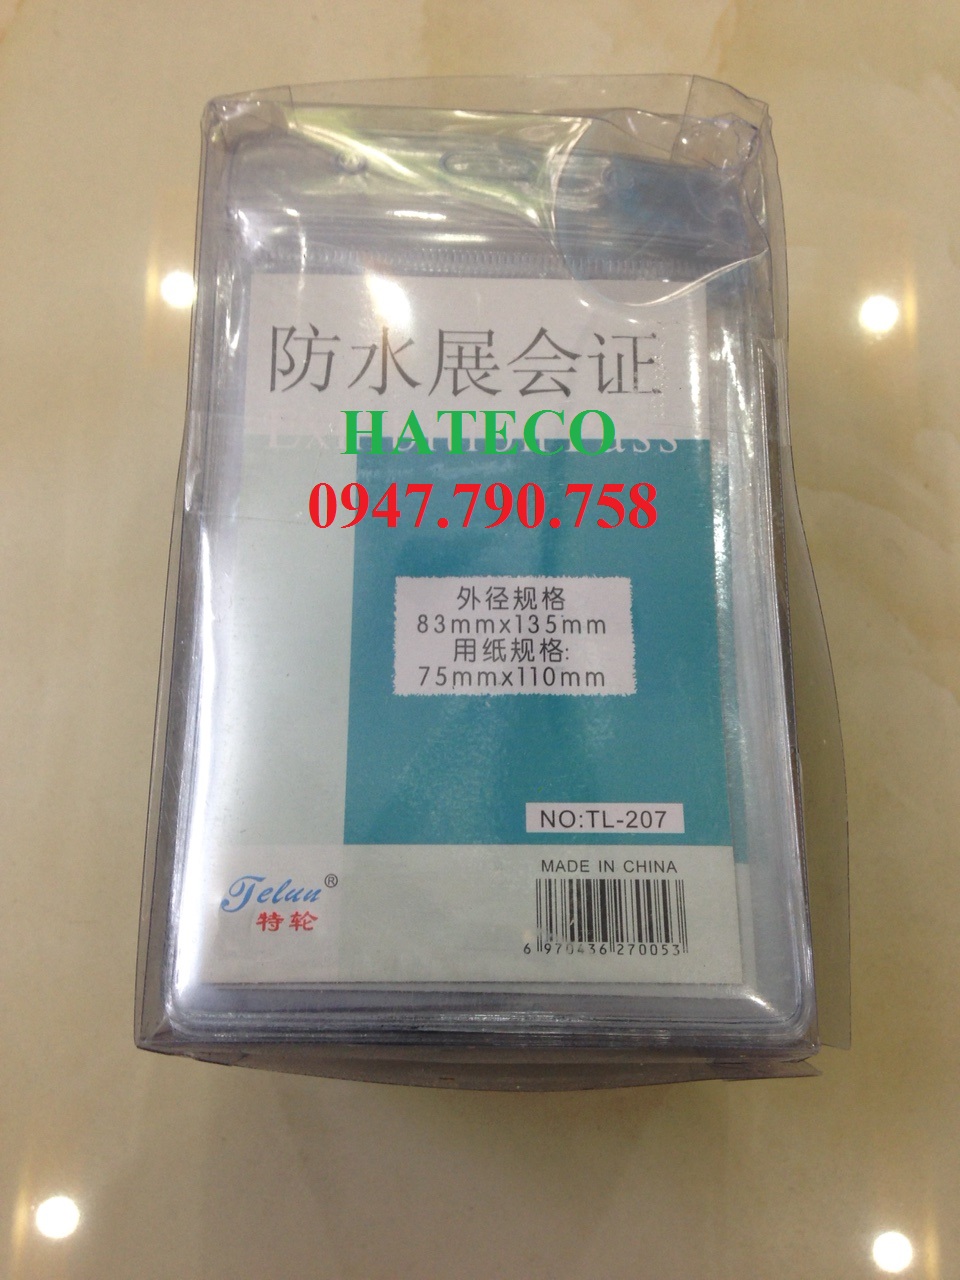 防水展会证
HATECO
0947.790.758
外径规格
83mmx135mm
用纸规格:
75mmx110mm
NO:TL-207
MADE IN CHINA
Telun®
特轮
6 970436 270053